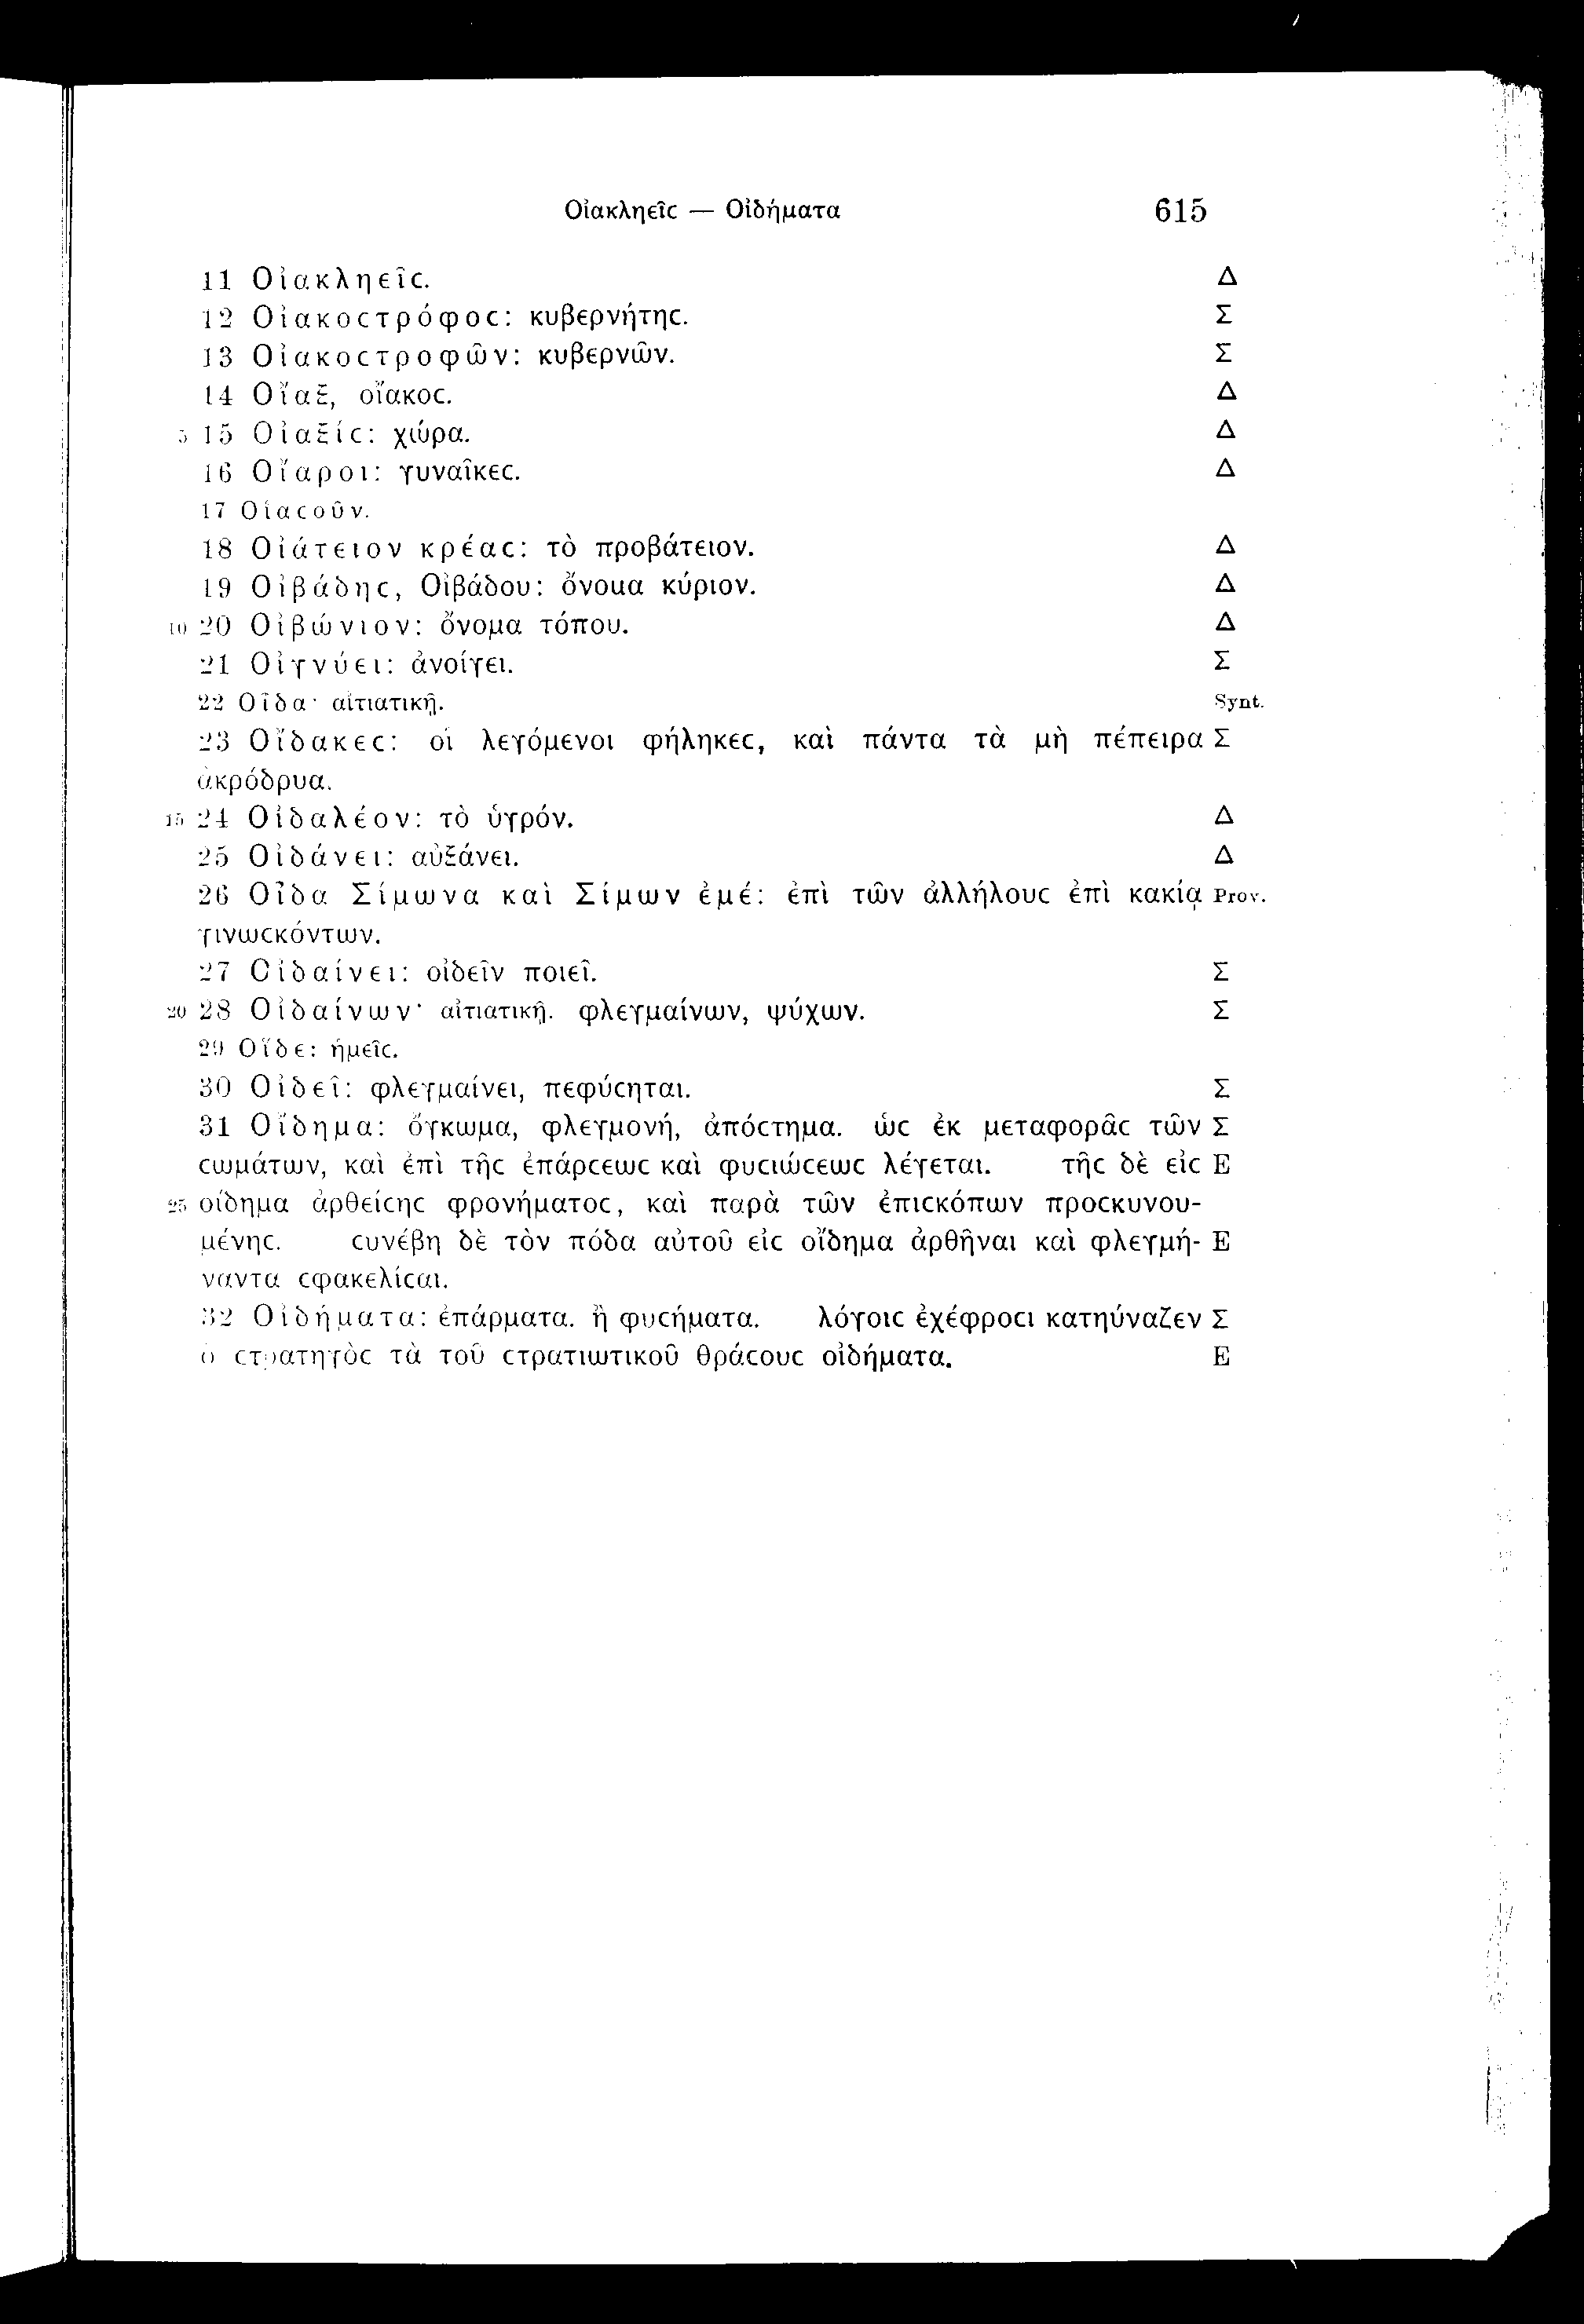 Οἰακληεῖϲ — Οἰδήματα 615
11 Οἰακληεῖϲ. Δ
12 Οἰακοϲτρόφοϲ: κυβερνήτηϲ. Σ
13 Οἰακοϲτροφῶν: κυβερνῶν. Σ
14 Οἴαξ, οἴακοϲ. Δ
5 15 Οἰαξίϲ: χώρα. Δ
16 Οἴαροι: γυναῖκεϲ. Δ
17 Οἰαϲοῦν.
18 Οἰάτειον κρέαϲ: τὸ προβάτειον. Δ
19 Οἰβάδηϲ, Οἰβάδου: ὄνομα κύριον. Δ
10 20 Οἰβώνιον: ὄνομα τόπου. Δ
21 Οἰγνύει: ἀνοίγει. Σ
22 Οἶδα· αἰτιατικῇ. Synt.
23 Οἴδακεϲ: οἱ λεγόμενοι φήληκεϲ, καὶ πάντα τὰ μὴ πέπειρα Σ
ἀκρόδρυα.
15 24 Οἰδαλέον: τὸ ὑγρόν. Δ
25 Οἰδάνει: αὐξάνει. Δ
26 Οἶδα Σίμωνα καὶ Σίμων ἐμέ: ἐπὶ τῶν ἀλλήλουϲ ἐπὶ κακίᾳ Prov.
γινωϲκόντων.
27 Οἰδαίνει: οἰδεῖν ποιεῖ. Σ
20 28 Οἰδαίνων· αἰτιατικῇ. φλεγμαίνων, ψύχων. Σ
29 Οἵδε: ἡμεῖϲ.
30 Οἰδεῖ: φλεγμαίνει, πεφύϲηται. Σ
31 Οἴδημα: ὄγκωμα, φλεγμονή, ἀπόϲτημα. ὡϲ ἐκ μεταφορᾶϲ τῶν Σ
ϲωμάτων, καὶ ἐπὶ τῆϲ ἐπάρϲεωϲ καὶ φυϲιώϲεωϲ λέγεται. τῆϲ δὲ εἰϲ Ε
25 οἴδημα ἀρθείϲηϲ φρονήματοϲ, καὶ παρὰ τῶν ἐπιϲκόπων προϲκυνου-
μένηϲ. ϲυνέβη δὲ τὸν πόδα αὐτοῦ εἰϲ οἴδημα ἀρθῆναι καὶ φλεγμή- Ε
ναντα ϲφακελίϲαι.
32 Οἰδήματα: ἐπάρματα. ἢ φυϲήματα. λόγοιϲ ἐχέφροϲι κατηύναζεν Σ
ὁ ϲτρατηγὸϲ τὰ τοῦ ϲτρατιωτικοῦ θράϲουϲ οἰδήματα. Ε